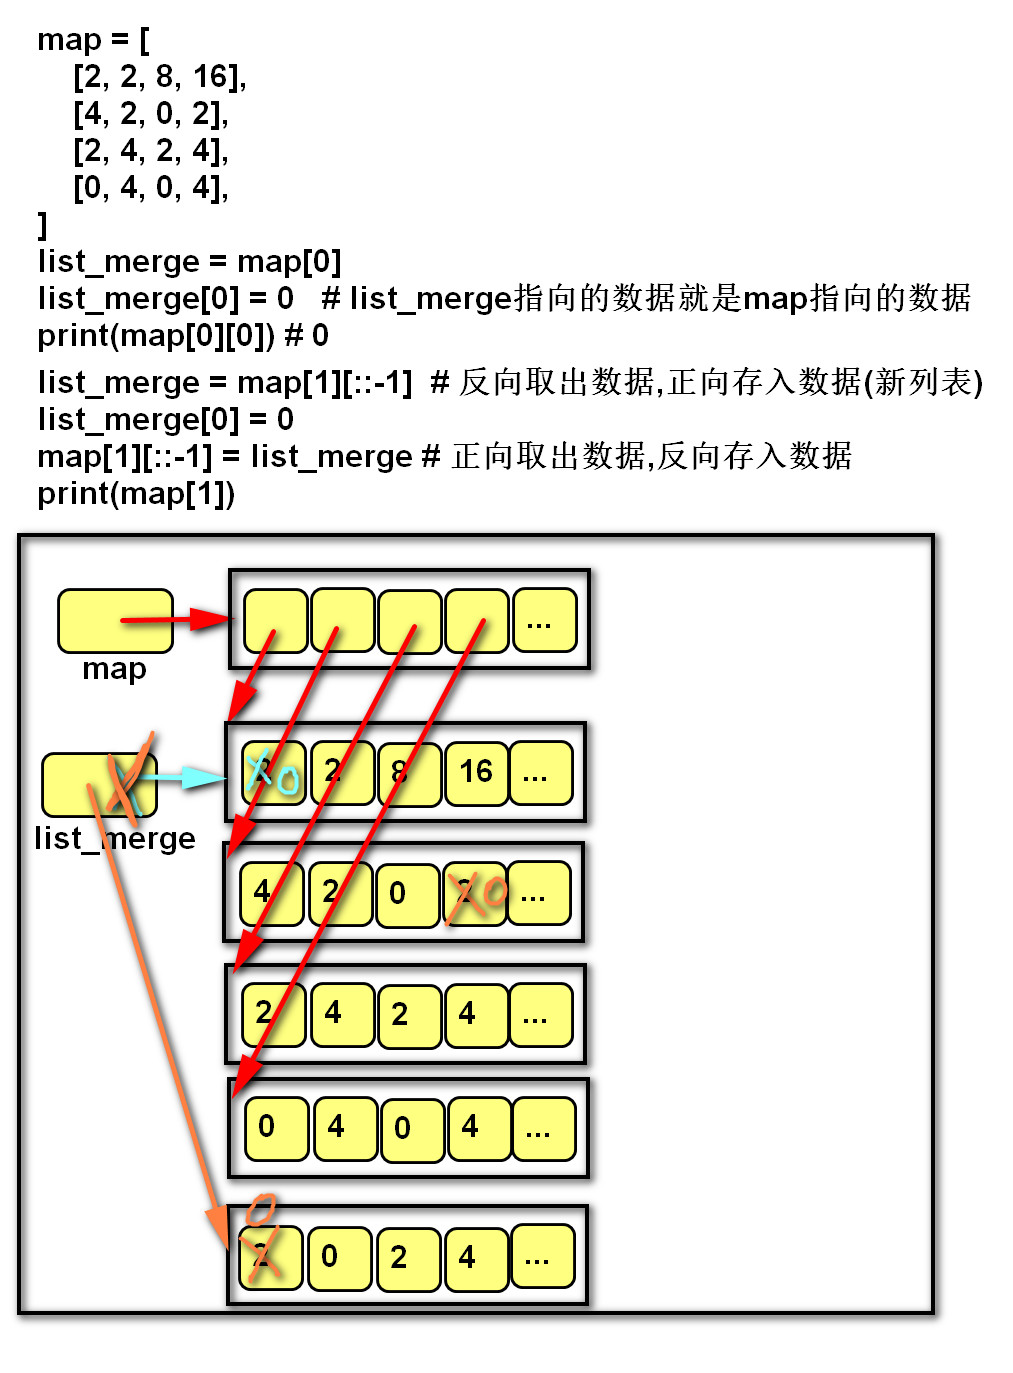 map = [
[2, 2, 8, 16],
[4, 2, 0, 2],
[2, 4, 2, 4],
[0, 4, 0, 4],
]
list_merge = map[0]
list_merge[0] = 0 # list_merge指向的数据就是map指向的数据
print(map[0][0]) # 0
list_merge = map[1][::-1] # 反向取出数据,正向存入数据(新列表)
list_merge[0] = 0
map[1][::-1] = list_merge # 正向取出数据,反向存入数据
print(map[1])
...
map
2 0 2 8 16 ...
list_merge
4 2 0 2 0 ...
2 4 2 4 ...
0 4 0 4 ...
0
2 0 2 4 ...